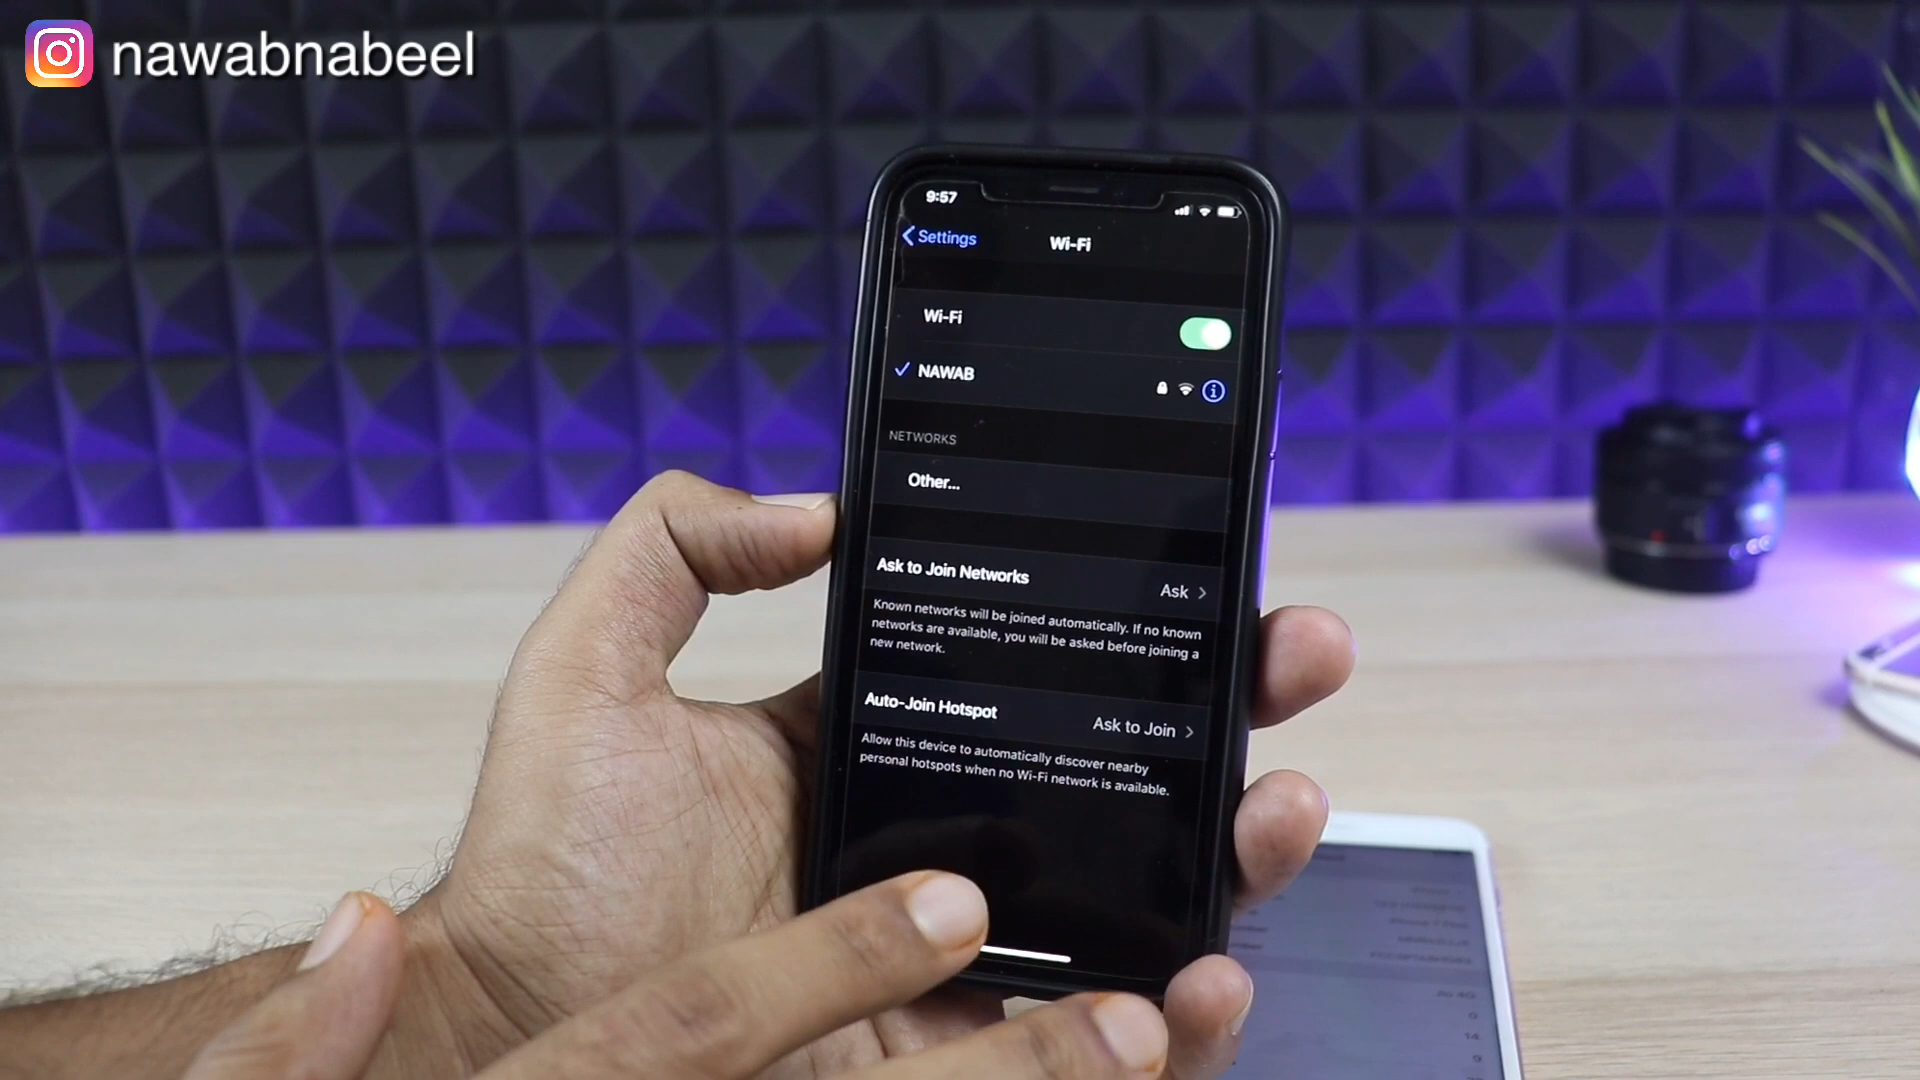 nawabnabeel
9:57
Settings
Wi-Fi
Wi-Fi
NAWAB
NETWORKS
Other...
Ask to Join Networks
Ask
Known networks will be joined automatically. If no known
networks are available, you will be asked before joining a
new network.
Auto-Join Hotspot
Ask to Join
Allow this device to automatically discover nearby
personal hotspots when no Wi-Fi network is available.
14
9